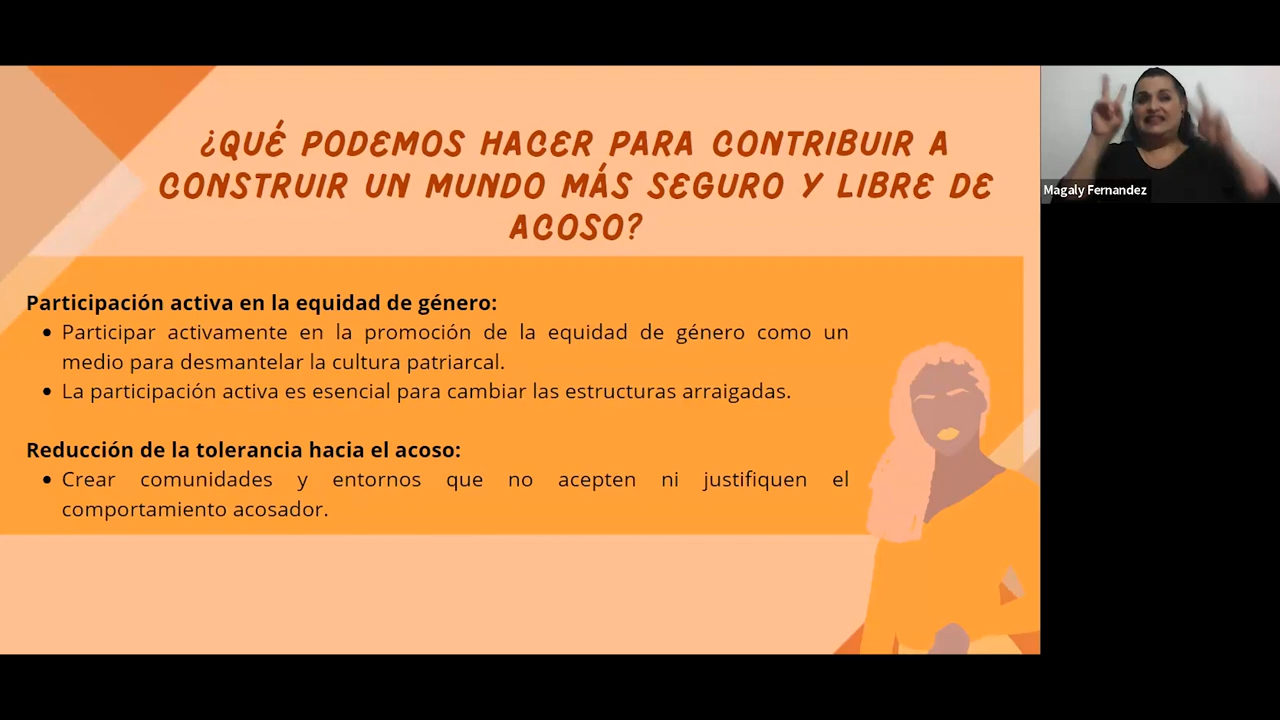 ¿QUÉ PODEMOS HACER PARA CONTRIBUIR A
CONSTRUIR UN MUNDO MÁS SEGURO Y LIBRE DE
ACOSO?
Participación activa en la equidad de género:
• Participar activamente en la promoción de la equidad de género como un
medio para desmantelar la cultura patriarcal.
• La participación activa es esencial para cambiar las estructuras arraigadas.
Reducción de la tolerancia hacia el acoso:
• Crear comunidades y entornos que no acepten ni justifiquen el
comportamiento acosador.
Magaly Fernandez